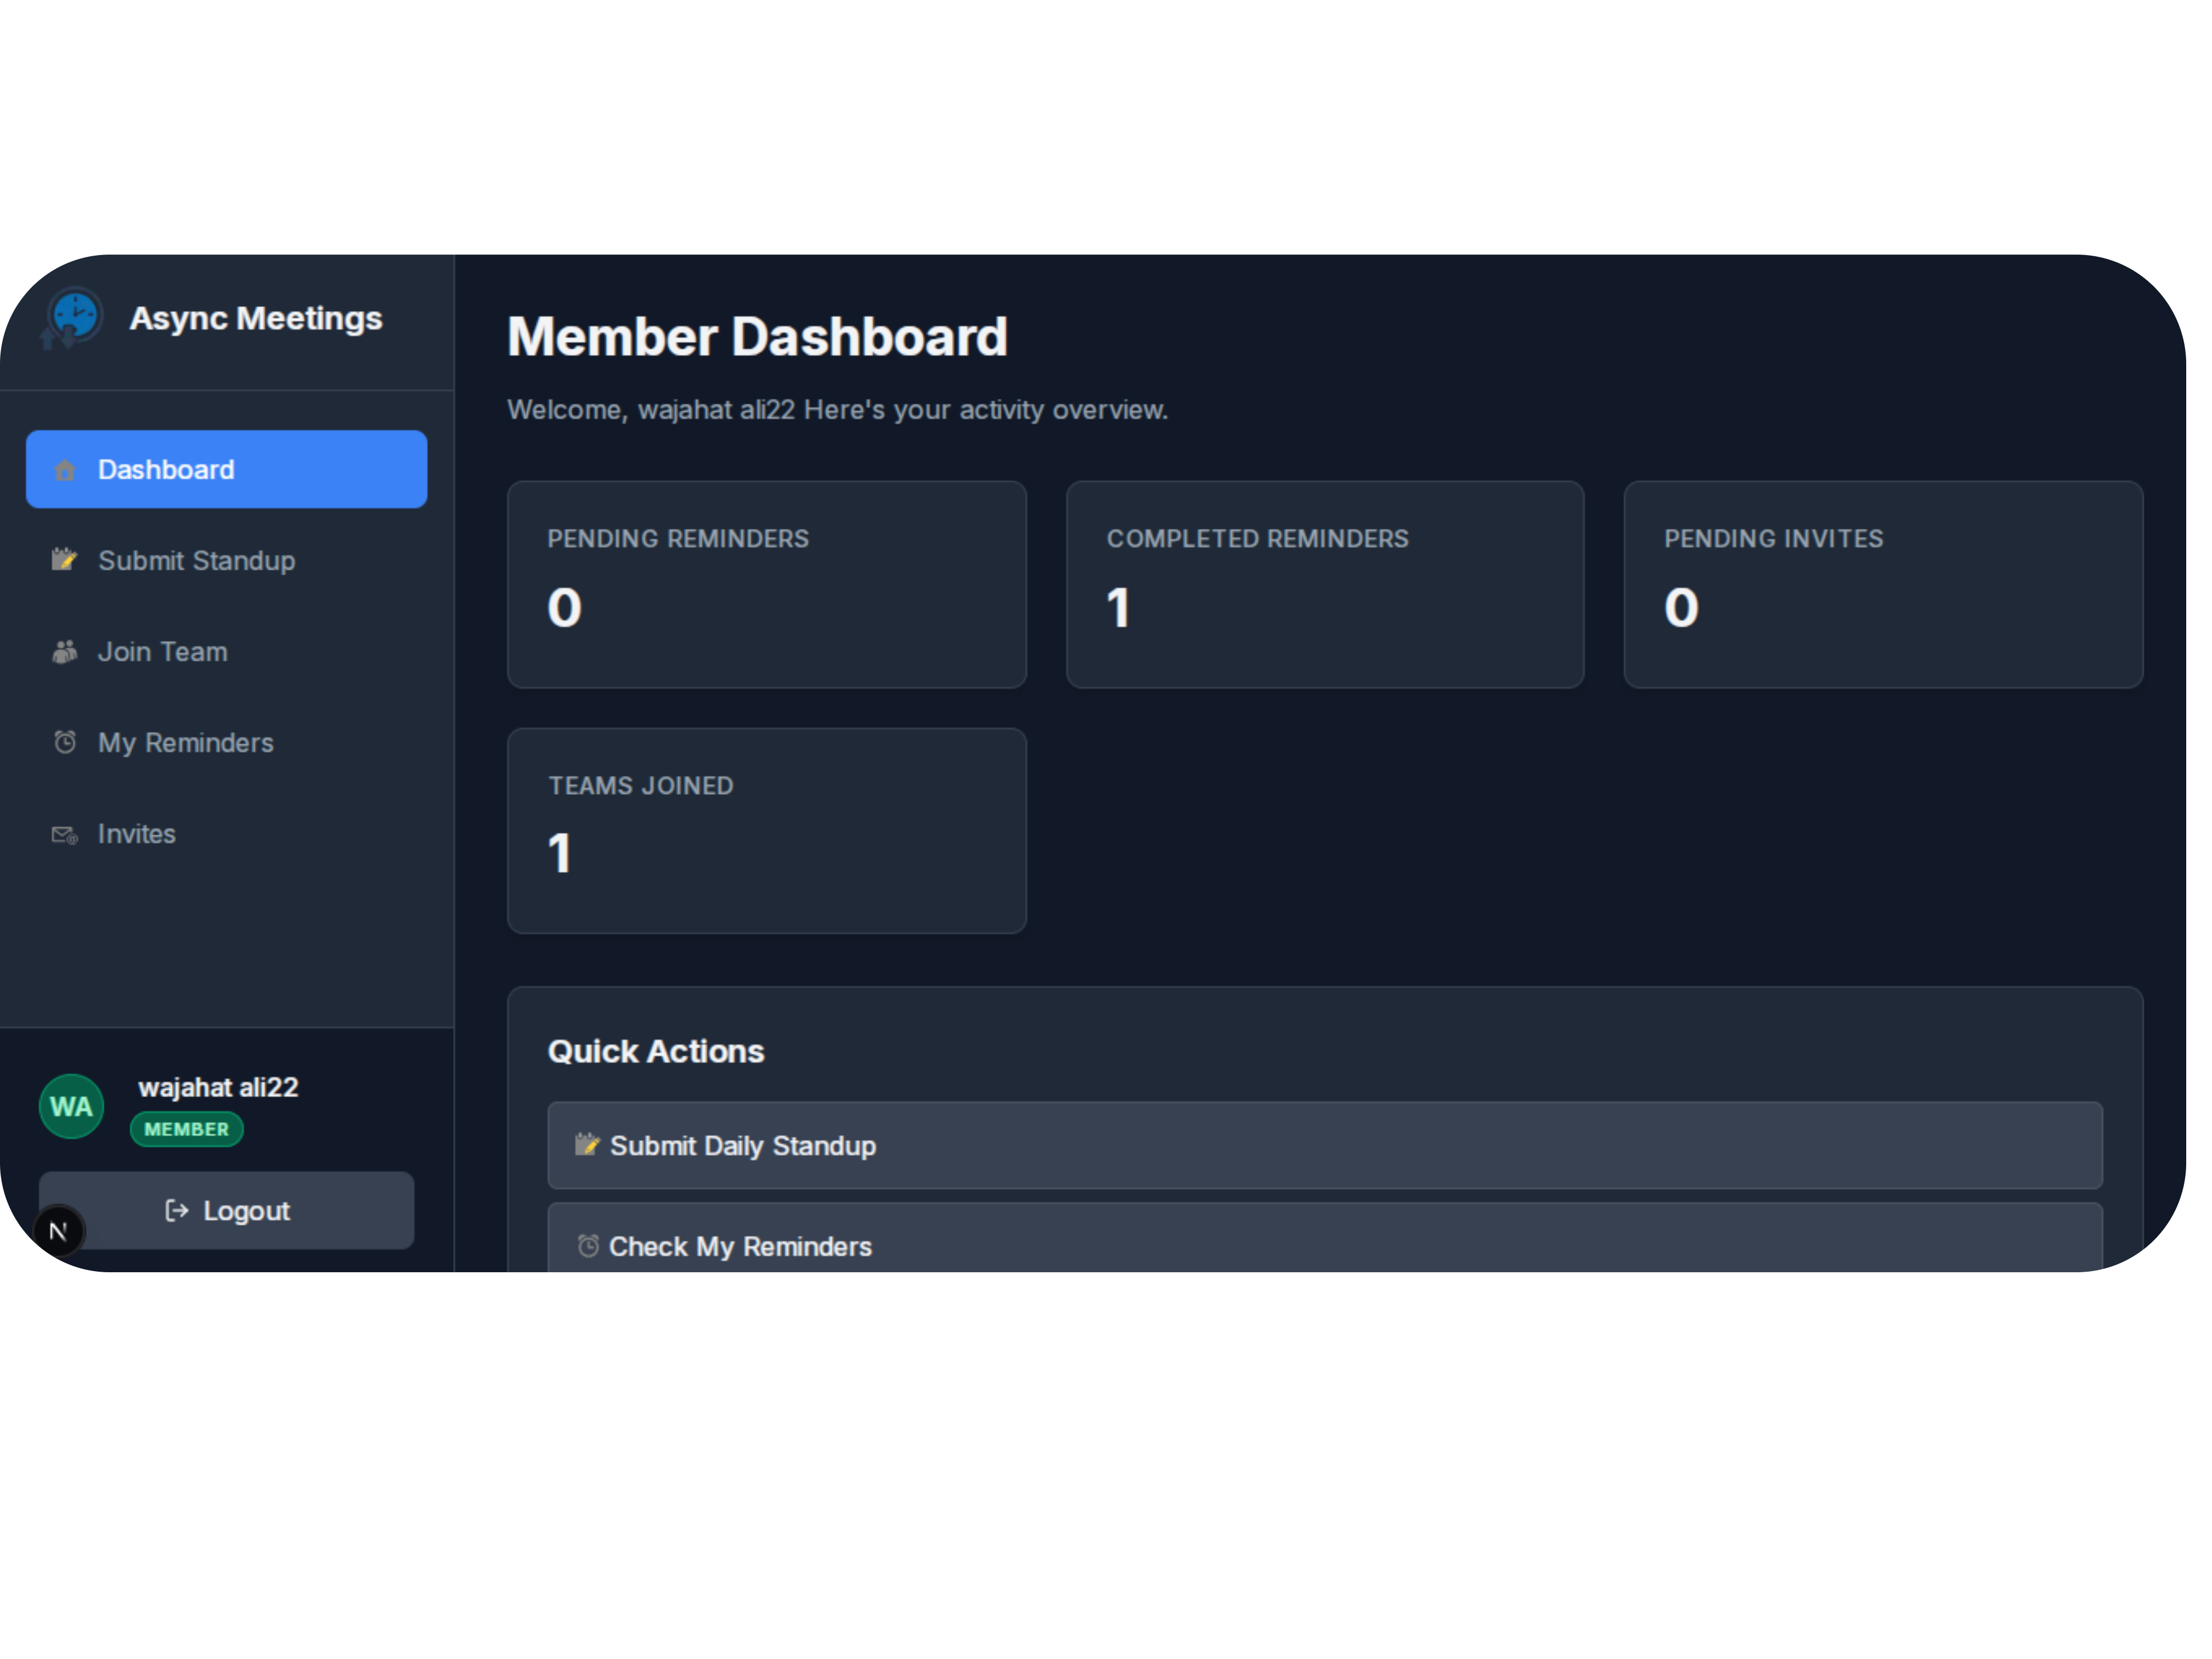 Async Meetings
Dashboard
Submit Standup
Join Team
My Reminders
Invites
wajahat ali22
WA
MEMBER
Logout
N
Member Dashboard
Welcome, wajahat ali22 Here's your activity overview.
PENDING REMINDERS
0
COMPLETED REMINDERS
1
PENDING INVITES
0
TEAMS JOINED
1
Quick Actions
Submit Daily Standup
Check My Reminders